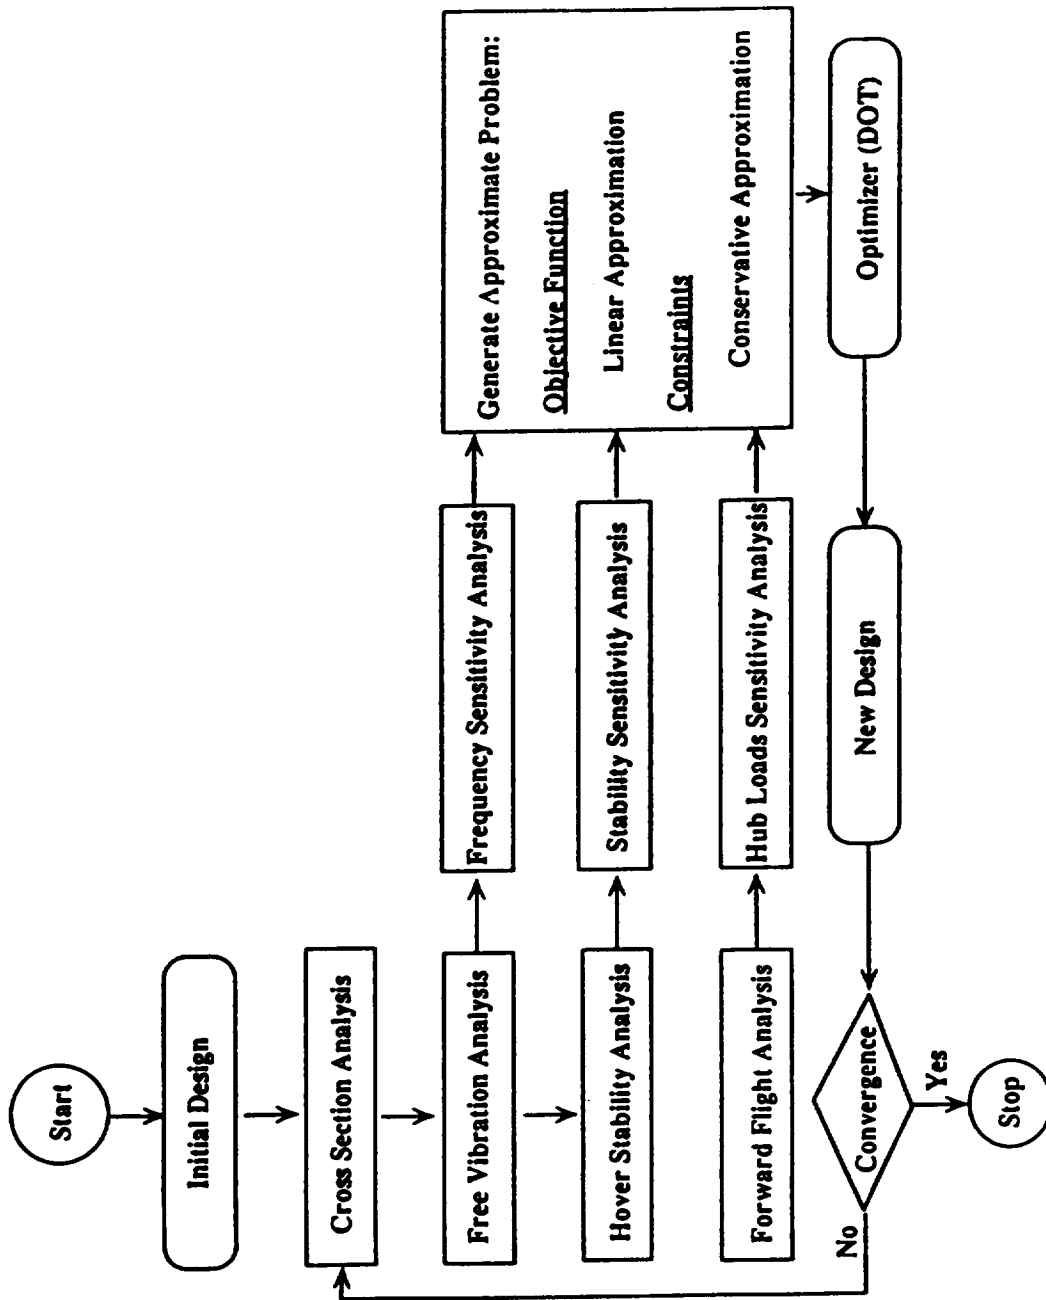 Start
Initial Design
Cross Section Analysis
Free Vibration Analysis
Frequency Sensitivity Analysis
Hover Stability Analysis
Stability Sensitivity Analysis
Forward Flight Analysis
Hub Loads Sensitivity Analysis
Generate Approximate Problem:
Objective Function
Linear Approximation
Constraints
Conservative Approximation
Optimizer (DOT)
New Design
Convergence
No
Yes
Stop